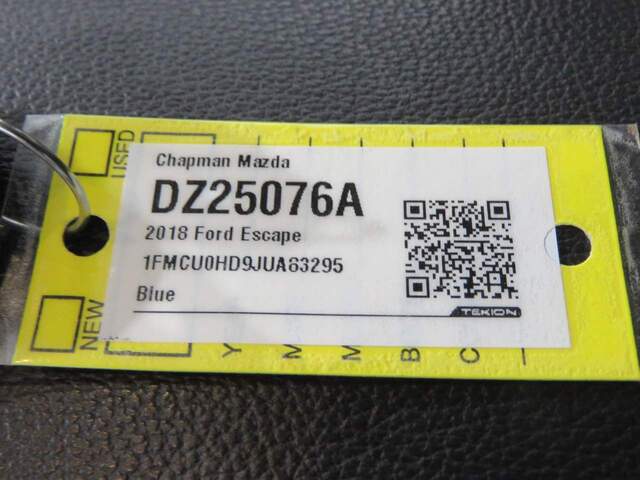 USED
Chapman Mazda
DZ25076A
2018 Ford Escape
1FMCU0HD9JUA63295
Blue
TEKION
NEW
Y
M
M
B
C